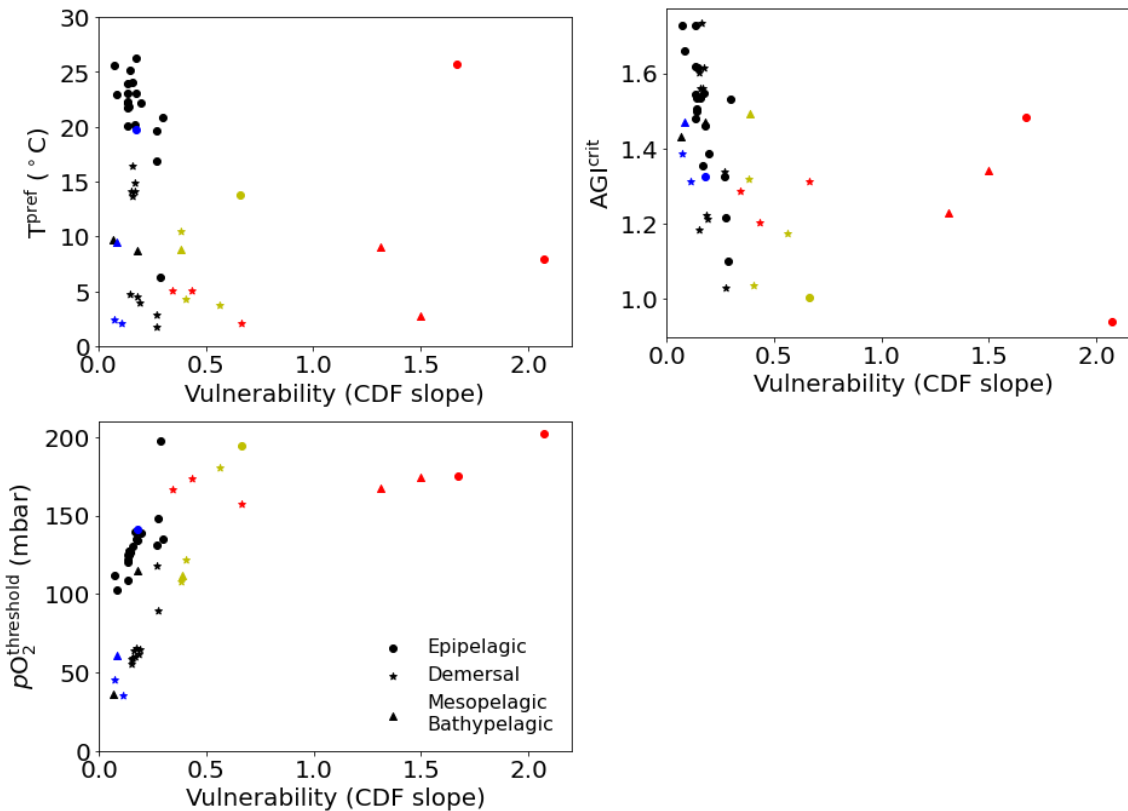 30
25
20
15
10
5
0
T^pref (°C)
0.0 0.5 1.0 1.5 2.0
Vulnerability (CDF slope)
1.6
1.4
1.2
1.0
AGI^crit
0.0 0.5 1.0 1.5 2.0
Vulnerability (CDF slope)
200
150
100
50
0
pO₂^threshold (mbar)
Epipelagic
Demersal
Mesopelagic
Bathypelagic
0.0 0.5 1.0 1.5 2.0
Vulnerability (CDF slope)